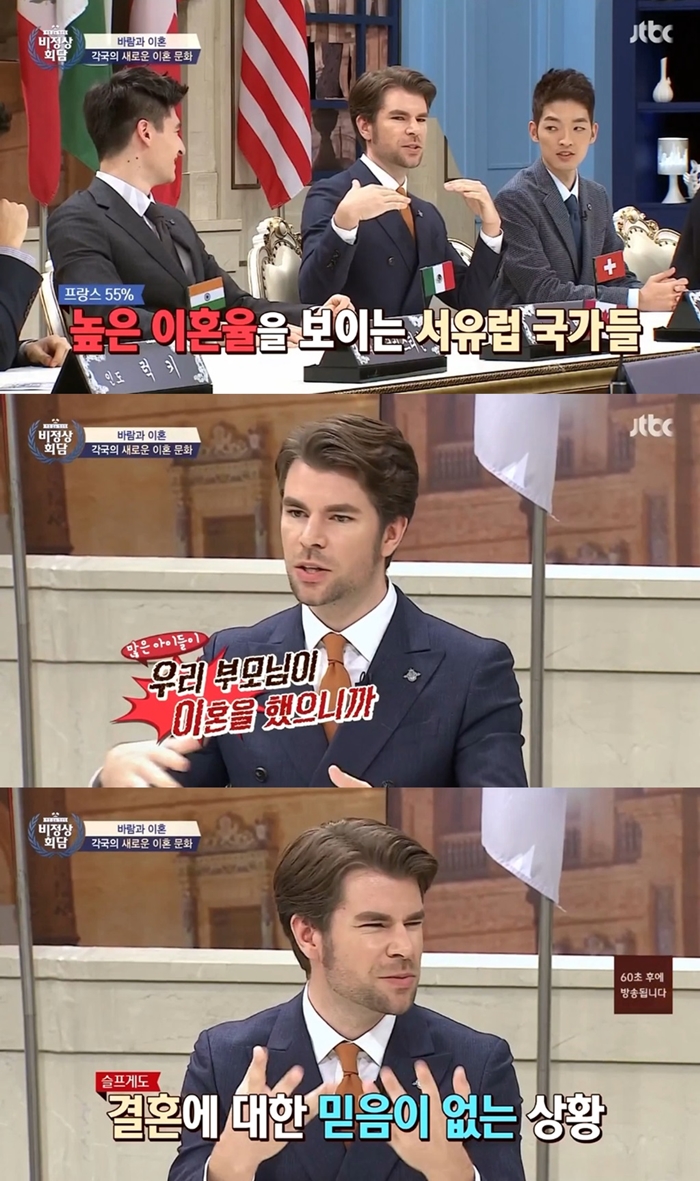 비정상
회담
바람과 이혼
각국의 새로운 이혼 문화
jtbc
프랑스 55%
높은 이혼율을 보이는 서유럽 국가들
인도 럭키
비정상
회담
바람과 이혼
각국의 새로운 이혼 문화
jtbc
많은 아이들이
우리 부모님이
이혼을 했으니까
비정상
회담
바람과 이혼
각국의 새로운 이혼 문화
60초 후에
방송됩니다
슬프게도
결혼에 대한 믿음이 없는 상황